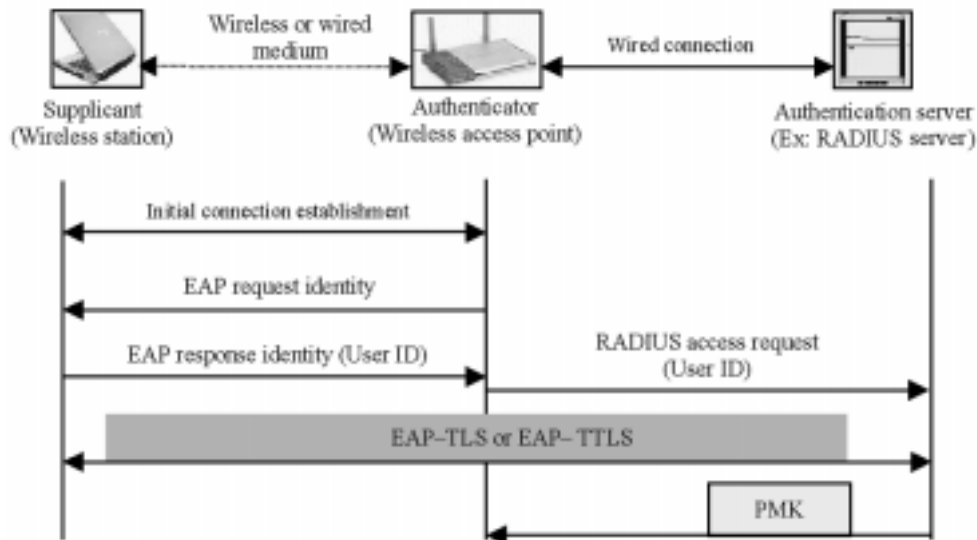 Wireless or wired
medium
Wired connection
Supplicant
(Wireless station)
Authenticator
(Wireless access point)
Authentication server
(Ex: RADIUS server)
Initial connection establishment
EAP request identity
EAP response identity (User ID)
RADIUS access request
(User ID)
EAP–TLS or EAP– TTLS
PMK